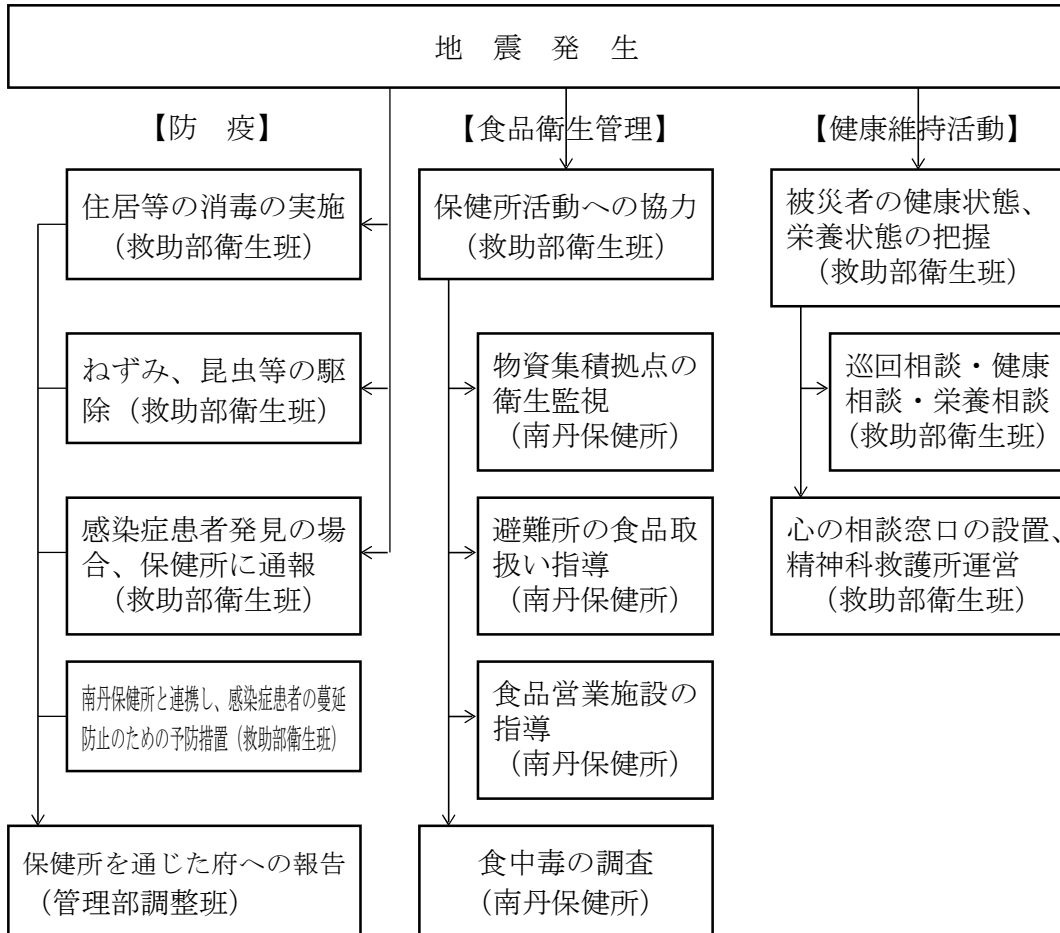 地　震　発　生
【防　疫】
住居等の消毒の実施
（救助部衛生班）
ねずみ、昆虫等の駆
除（救助部衛生班）
感染症患者発見の場
合、保健所に通報
（救助部衛生班）
南丹保健所と連携し、感染症患者の蔓延
防止のための予防措置（救助部衛生班）
保健所を通じた府への報告
（管理部調整班）
【食品衛生管理】
保健所活動への協力
（救助部衛生班）
物資集積拠点の
衛生監視
（南丹保健所）
避難所の食品取
扱い指導
（南丹保健所）
食品営業施設の
指導
（南丹保健所）
食中毒の調査
（南丹保健所）
【健康維持活動】
被災者の健康状態、
栄養状態の把握
（救助部衛生班）
巡回相談・健康
相談・栄養相談
（救助部衛生班）
心の相談窓口の設置、
精神科救護所運営
（救助部衛生班）